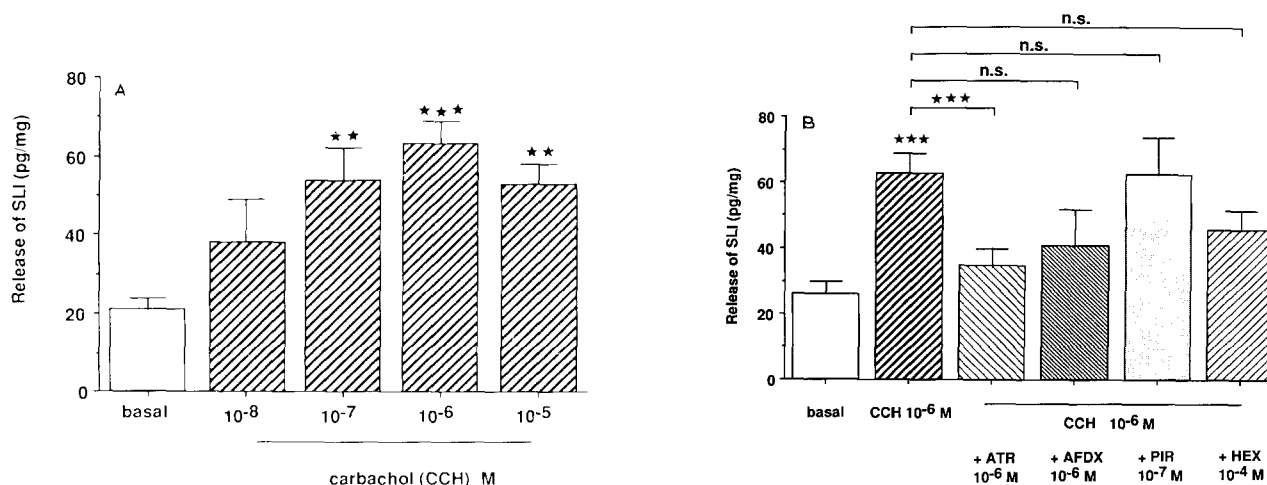 A
80
60
40
20
0
Release of SLI (pg/mg)
★★
★★★
★★
basal
10-8
10-7
10-6
10-5
carbachol (CCH) M
n.s.
n.s.
n.s.
★★★
B
80
60
40
20
0
Release of SLI (pg/mg)
★★★
basal
CCH 10-6 M
CCH 10-6 M
+ ATR
10-6 M
+ AFDX
10-6 M
+ PIR
10-7 M
+ HEX
10-4 M